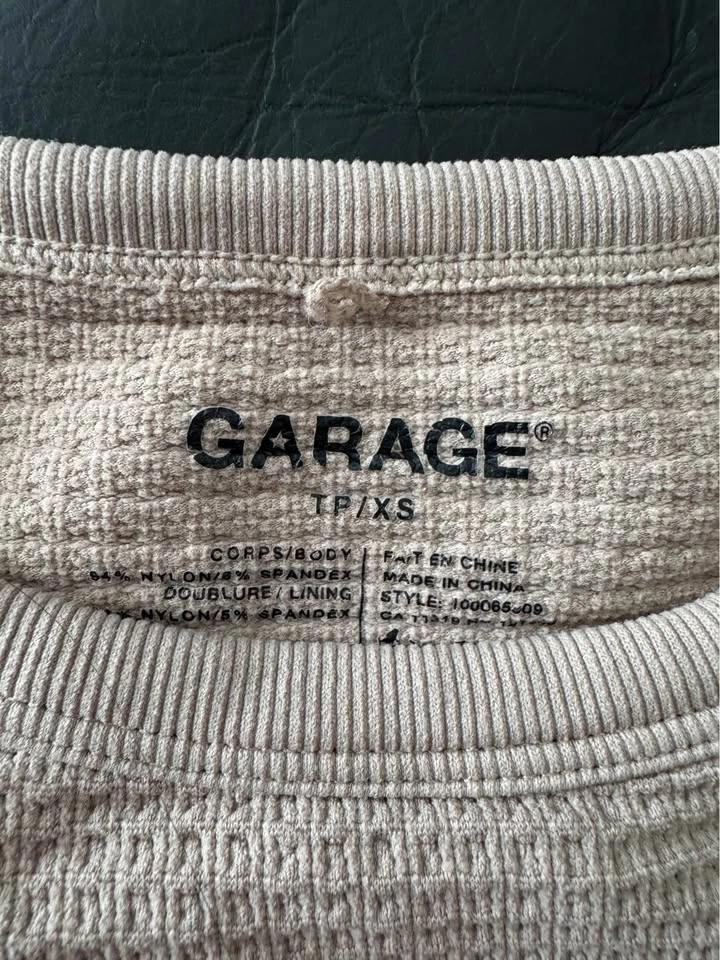 GARAGE®
TP/XS
CORPS/BODY
NYLON/6% SPANDEX
DOUBLURE / LINING
NYLON/5% SPANDEX
FAIT EN CHINE
MADE IN CHINA
STYLE:
CA